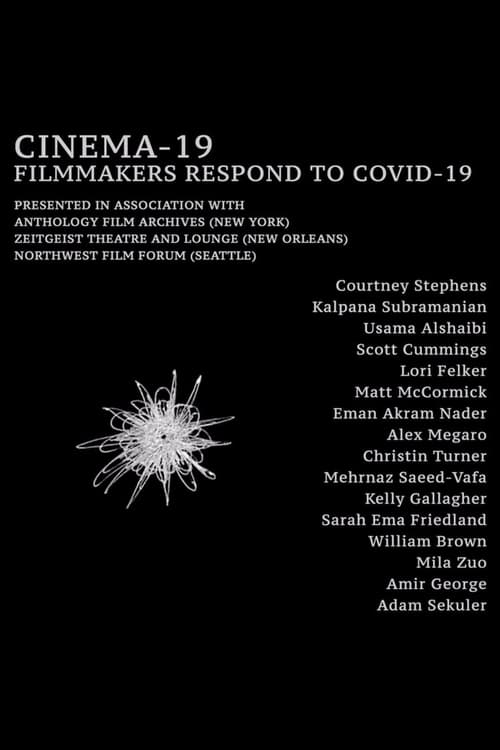 CINEMA-19
FILMMAKERS RESPOND TO COVID-19
PRESENTED IN ASSOCIATION WITH
ANTHOLOGY FILM ARCHIVES (NEW YORK)
ZEITGEIST THEATRE AND LOUNGE (NEW ORLEANS)
NORTHWEST FILM FORUM (SEATTLE)
Courtney Stephens
Kalpana Subramanian
Usama Alshaibi
Scott Cummings
Lori Felker
Matt McCormick
Eman Akram Nader
Alex Megaro
Christin Turner
Mehrnaz Saeed-Vafa
Kelly Gallagher
Sarah Ema Friedland
William Brown
Mila Zuo
Amir George
Adam Sekuler